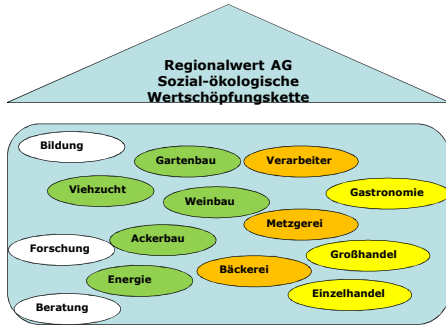 Regionalwert AG
Sozial-ökologische
Wertschöpfungskette
Bildung
Gartenbau
Verarbeiter
Viehzucht
Weinbau
Gastronomie
Metzgerei
Forschung
Ackerbau
Großhandel
Energie
Bäckerei
Einzelhandel
Beratung